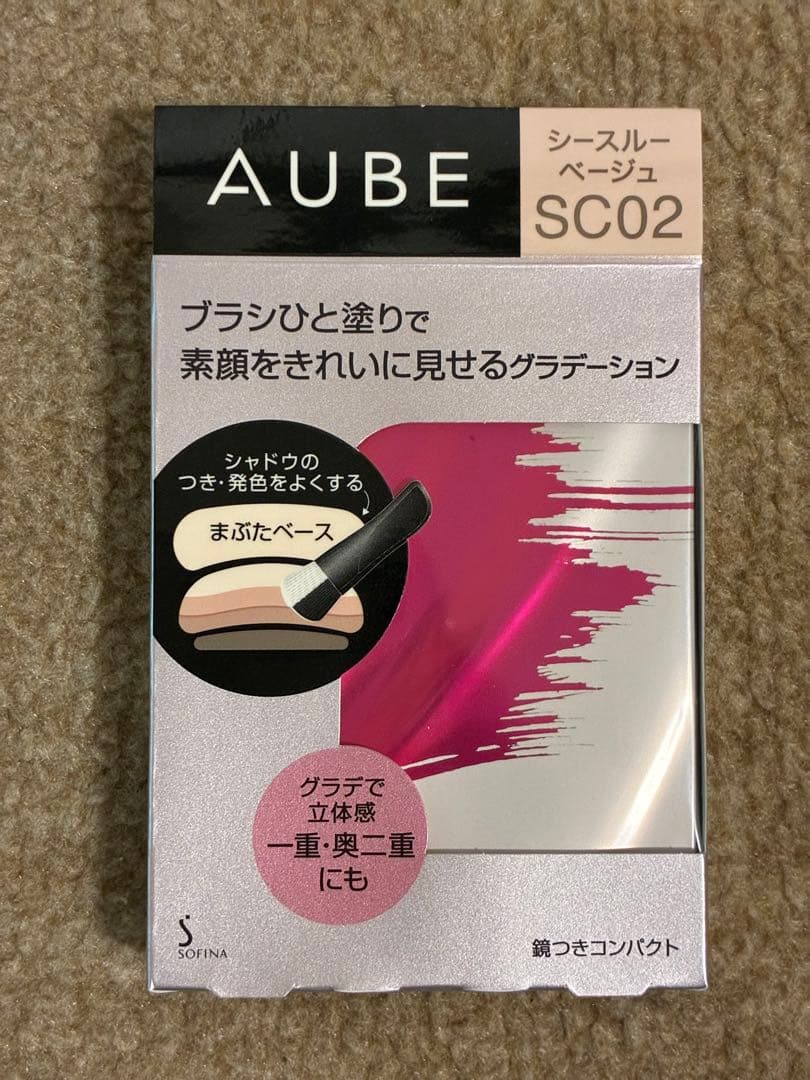 AUBE
シースルー
ベージュ
SC02
ブラシひと塗りで
素顔をきれいに見せるグラデーション
シャドウの
つき・発色をよくする
まぶたベース
グラデで
立体感
一重・奥二重
にも
SOFINA
鏡つきコンパクト